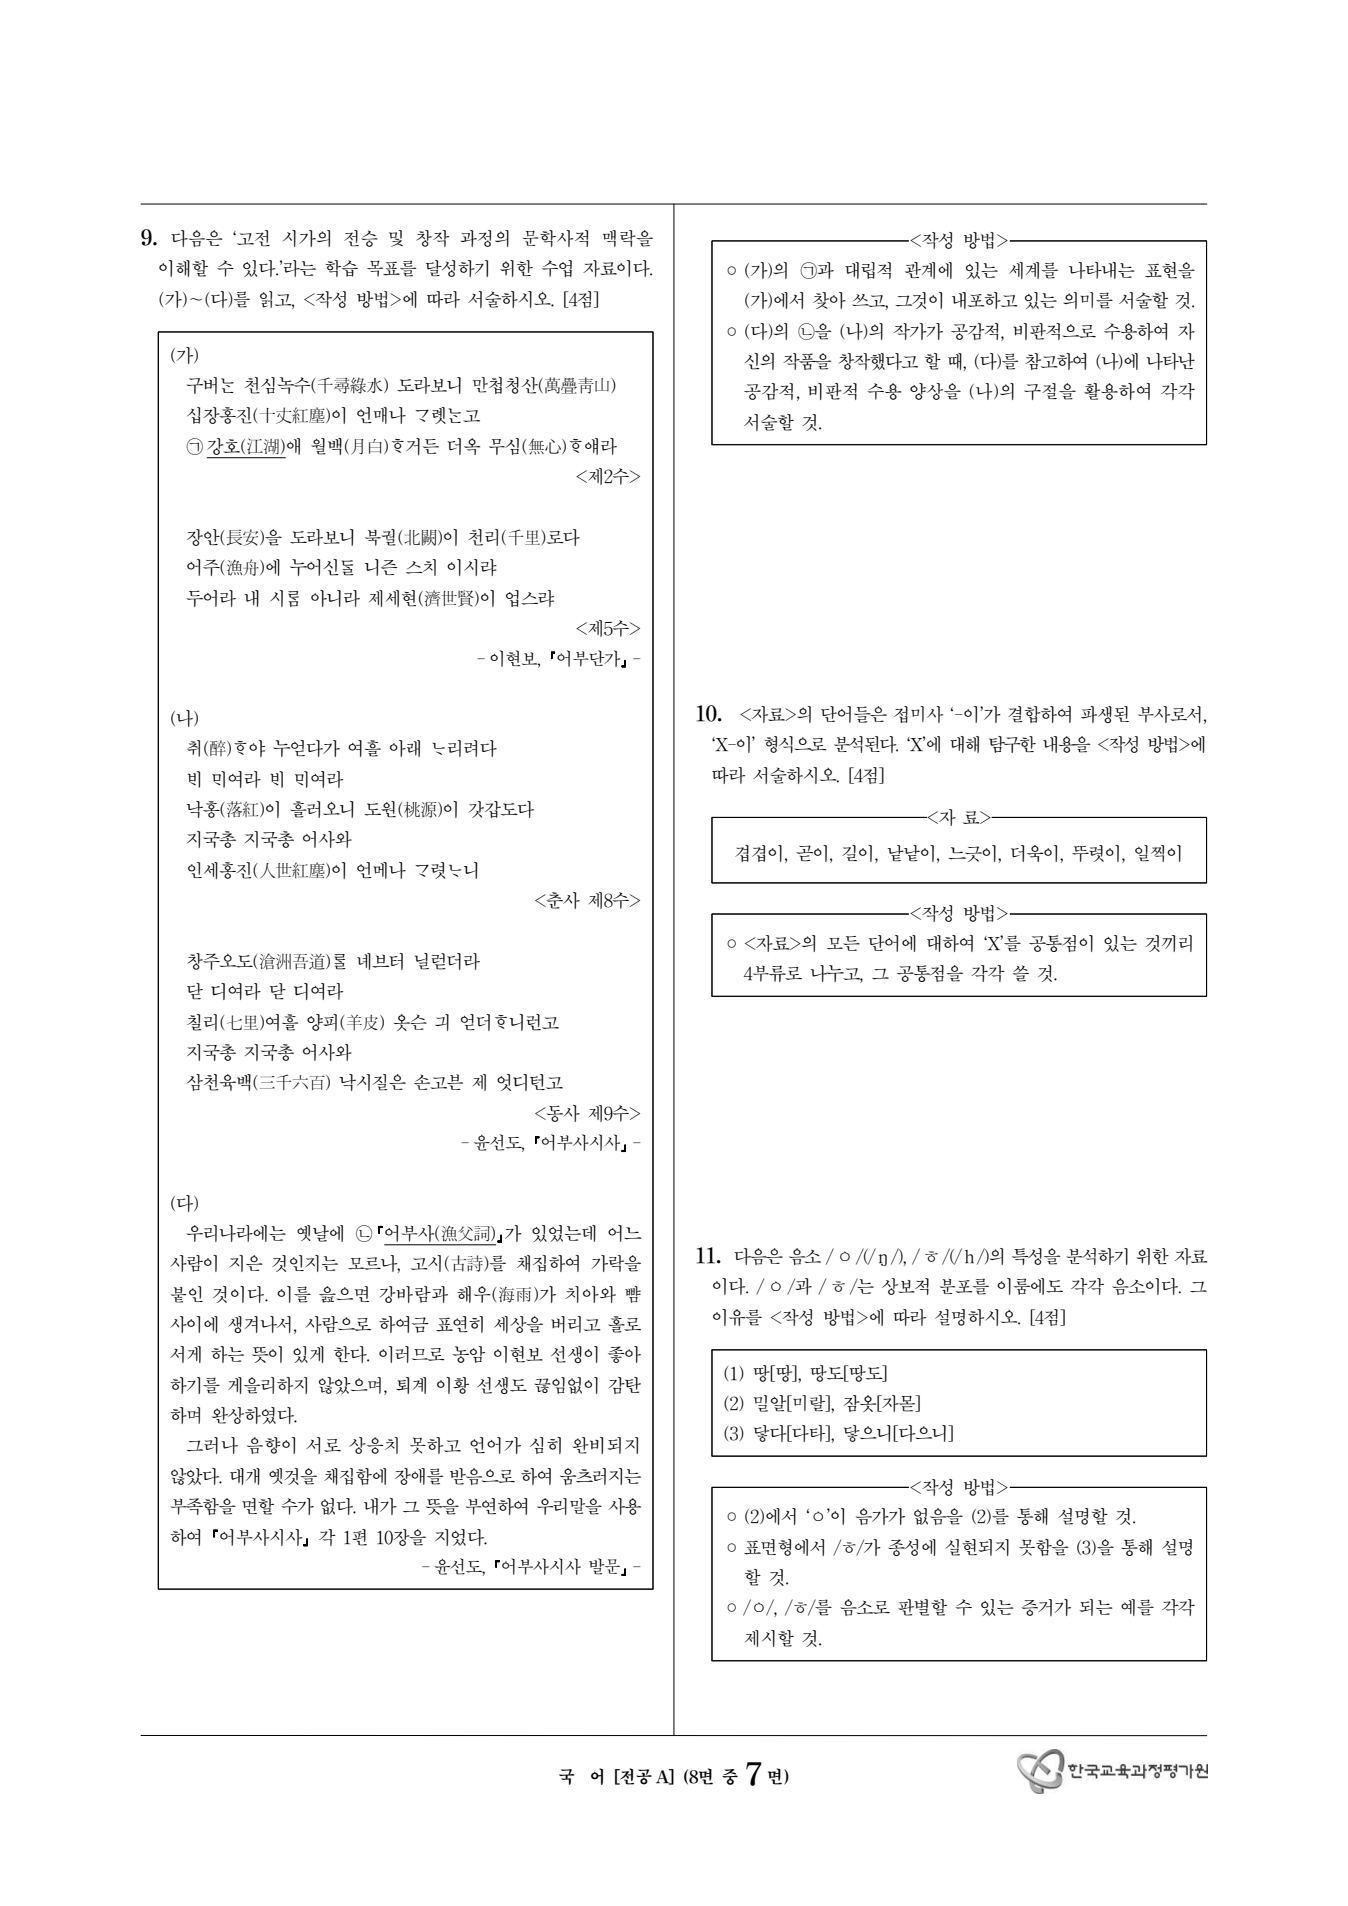 9. 다음은 ‘고전 시가의 전승 및 창작 과정의 문학사적 맥락을
이해할 수 있다.’라는 학습 목표를 달성하기 위한 수업 자료이다.
(가)～(다)를 읽고, <작성 방법>에 따라 서술하시오. [4점]
(가)
구버ᄂᆞᆫ 천심녹수(千尋綠水) 도라보니 만첩청산(萬疊靑山)
십장홍진(十丈紅塵)이 언매나 ᄀᆞ렛ᄂᆞᆫ고
㉠강호(江湖)애 월백(月白)ᄒᆞ거든 더옥 무심(無心)ᄒᆞ얘라
<제2수>
장안(長安)을 도라보니 북궐(北闕)이 천리(千里)로다
어주(漁舟)에 누어신ᄃᆞᆯ 니즌 스치 이시랴
두어라 내 시ᄅᆞᆷ 아니라 제세현(濟世賢)이 업스랴
<제5수>
- 이현보, 『어부단가』 -
(나)
취(醉)ᄒᆞ야 누얻다가 여흘 아래 ᄂᆞ리려다
ᄇᆡ ᄆᆡ여라 ᄇᆡ ᄆᆡ여라
낙홍(落紅)이 흘러오니 도원(桃源)이 갓갑도다
지국총 지국총 어사와
인세홍진(人世紅塵)이 언메나 ᄀᆞ렷ᄂᆞ니
<춘사 제8수>
창주오도(滄洲吾道)ᄅᆞᆯ 녜브터 닐럳더라
닫 디여라 닫 디여라
칠리(七里)여흘 양피(羊皮) 옷슨 긔 얻더ᄒᆞ니런고
지국총 지국총 어사와
삼천육백(三千六百) 낙시질은 손고븐 제 엇디턴고
<동사 제9수>
- 윤선도, 『어부사시사』 -
(다)
우리나라에는 옛날에 ㉡『어부사(漁父詞)』가 있었는데 어느
사람이 지은 것인지는 모르나, 고시(古詩)를 채집하여 가락을
붙인 것이다. 이를 읊으면 강바람과 해우(海雨)가 치아와 뺨
사이에 생겨나서, 사람으로 하여금 표연히 세상을 버리고 홀로
서게 하는 뜻이 있게 한다. 이러므로 농암 이현보 선생이 좋아
하기를 게을리하지 않았으며, 퇴계 이황 선생도 끊임없이 감탄
하며 완상하였다.
그러나 음향이 서로 상응치 못하고 언어가 심히 완비되지
않았다. 대개 옛것을 채집함에 장애를 받음으로 하여 움츠러지는
부족함을 면할 수가 없다. 내가 그 뜻을 부연하여 우리말을 사용
하여 『어부사시사』 각 1편 10장을 지었다.
- 윤선도, 『어부사시사 발문』 -
<작성 방법>
○ (가)의 ㉠과 대립적 관계에 있는 세계를 나타내는 표현을
(가)에서 찾아 쓰고, 그것이 내포하고 있는 의미를 서술할 것.
○ (다)의 ㉡을 (나)의 작가가 공감적, 비판적으로 수용하여 자
신의 작품을 창작했다고 할 때, (다)를 참고하여 (나)에 나타난
공감적, 비판적 수용 양상을 (나)의 구절을 활용하여 각각
서술할 것.
10. <자료>의 단어들은 접미사 ‘-이’가 결합하여 파생된 부사로서,
‘X-이’ 형식으로 분석된다. ‘X’에 대해 탐구한 내용을 <작성 방법>에
따라 서술하시오. [4점]
<자 료>
겹겹이, 곧이, 길이, 낱낱이, 느긋이, 더욱이, 뚜렷이, 일찍이
<작성 방법>
○ <자료>의 모든 단어에 대하여 ‘X’를 공통점이 있는 것끼리
4부류로 나누고, 그 공통점을 각각 쓸 것.
11. 다음은 음소 /ㅇ/(/ŋ/), /ㅎ/(/h/)의 특성을 분석하기 위한 자료
이다. /ㅇ/과 /ㅎ/는 상보적 분포를 이룸에도 각각 음소이다. 그
이유를 <작성 방법>에 따라 설명하시오. [4점]
(1) 땅[땅], 땅도[땅도]
(2) 밀알[미랄], 잠옷[자몯]
(3) 닿다[다타], 닿으니[다으니]
<작성 방법>
○ (2)에서 ‘ㅇ’이 음가가 없음을 (2)를 통해 설명할 것.
○ 표면형에서 /ㅎ/가 종성에 실현되지 못함을 (3)을 통해 설명
할 것.
○ /ㅇ/, /ㅎ/를 음소로 판별할 수 있는 증거가 되는 예를 각각
제시할 것.
국 어 [전공 A] (8면 중 7 면)
한국교육과정평가원